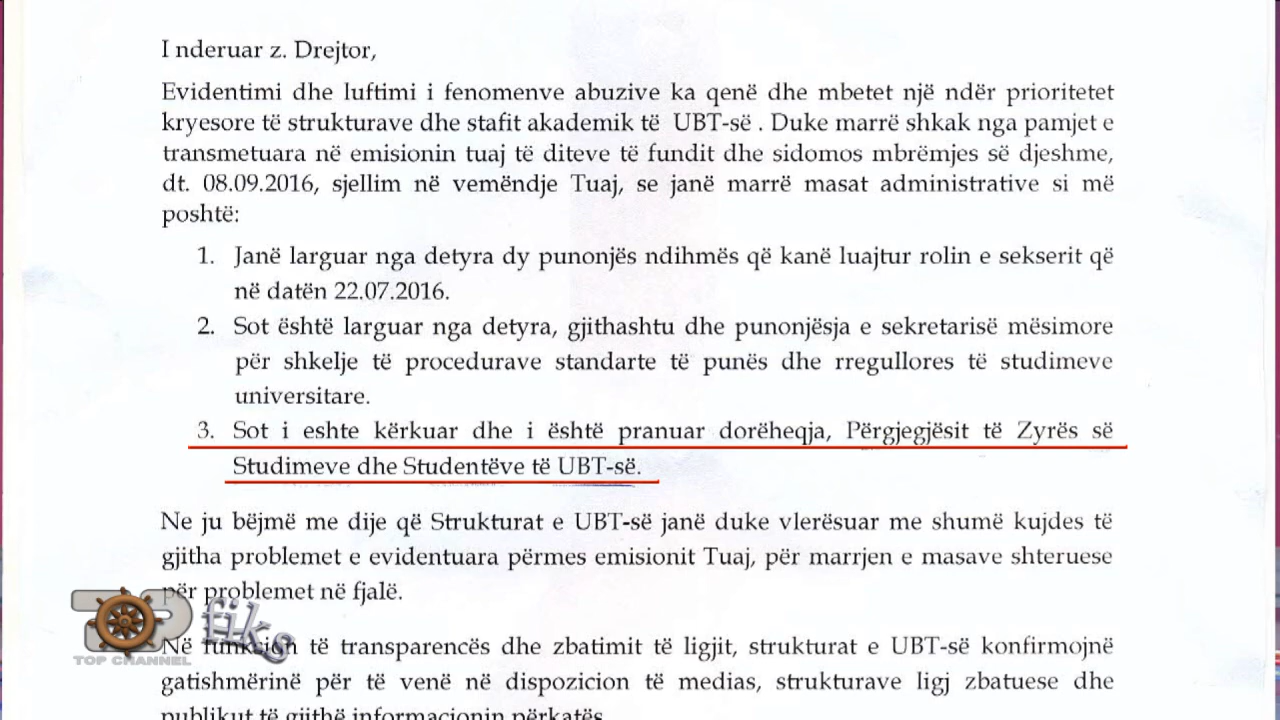 I nderuar z. Drejtor,
Evidentimi dhe luftimi i fenomenve abuzive ka qenë dhe mbetet një ndër prioritetet
kryesore të strukturave dhe stafit akademik të UBT-së . Duke marrë shkak nga pamjet e
transmetuara në emisionin tuaj të diteve të fundit dhe sidomos mbrëmjes së djeshme,
dt. 08.09.2016, sjellim në vemëndje Tuaj, se janë marrë masat administrative si më
poshtë:
1. Janë larguar nga detyra dy punonjës ndihmës që kanë luajtur rolin e sekserit që
në datën 22.07.2016.
2. Sot është larguar nga detyra, gjithashtu dhe punonjësja e sekretarisë mësimore
për shkelje të procedurave standarte të punës dhe rregullores të studimeve
universitare.
3. Sot i eshte kërkuar dhe i është pranuar dorëheqja, Përgjegjësit të Zyrës së
Studimeve dhe Studentëve të UBT-së.
Ne ju bëjmë me dije që Strukturat e UBT-së janë duke vlerësuar me shumë kujdes të
gjitha problemet e evidentuara përmes emisionit Tuaj, për marrjen e masave shteruese
për problemet në fjalë.
Në funksion të transparencës dhe zbatimit të ligjit, strukturat e UBT-së konfirmojnë
gatishmërinë për të venë në dispozicion të medias, strukturave ligj zbatuese dhe
publikut të gjithë informacionin përkatës
TOP fiks
TOP CHANNEL